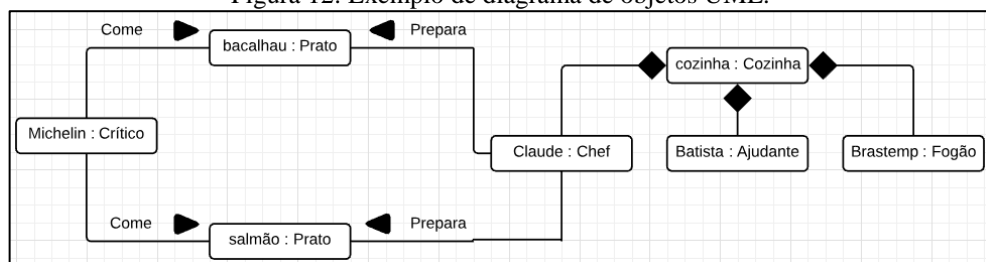 Figura 12. Exemplo de diagrama de objetos UML.
Come
Prepara
bacalhau : Prato
cozinha : Cozinha
Michelin : Crítico
Claude : Chef
Batista : Ajudante
Brastemp : Fogão
Come
Prepara
salmão : Prato